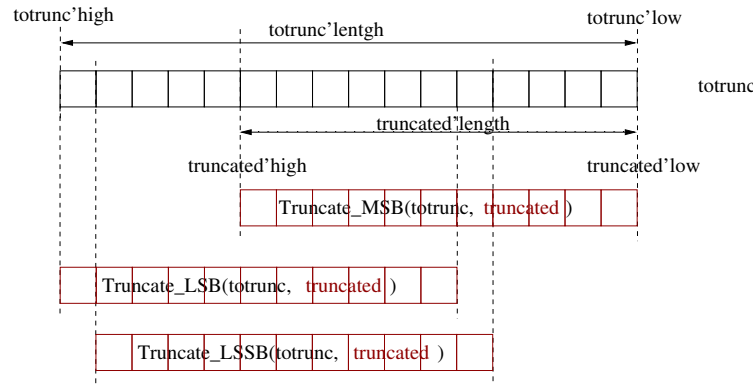 totrunc’high
totrunc’lentgh
totrunc’low
totrunc
truncated’length
truncated’high
truncated’low
Truncate_MSB(totrunc, truncated )
Truncate_LSB(totrunc, truncated )
Truncate_LSSB(totrunc, truncated )